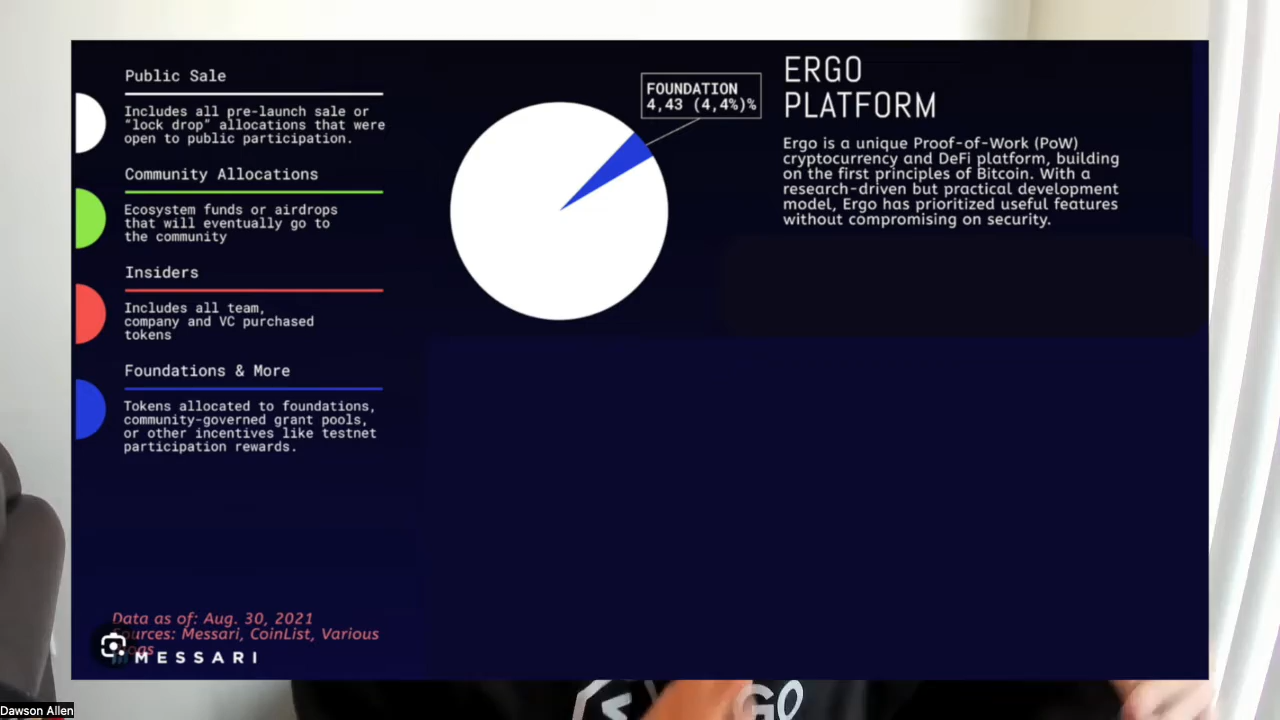 Public Sale
Includes all pre-launch sale or
"lock drop" allocations that were
open to public participation.
Community Allocations
Ecosystem funds or airdrops
that will eventually go to
the community
Insiders
Includes all team,
company and VC purchased
tokens
Foundations & More
Tokens allocated to foundations,
community-governed grant pools,
or other incentives like testnet
participation rewards.
Data as of: Aug. 30, 2021
Sources: Messari, CoinList, Various
MESSARI
FOUNDATION
4,43 (4,4%)%
ERGO
PLATFORM
Ergo is a unique Proof-of-Work (PoW)
cryptocurrency and DeFi platform, building
on the first principles of Bitcoin. With a
research-driven but practical development
model, Ergo has prioritized useful features
without compromising on security.
Dawson Allen